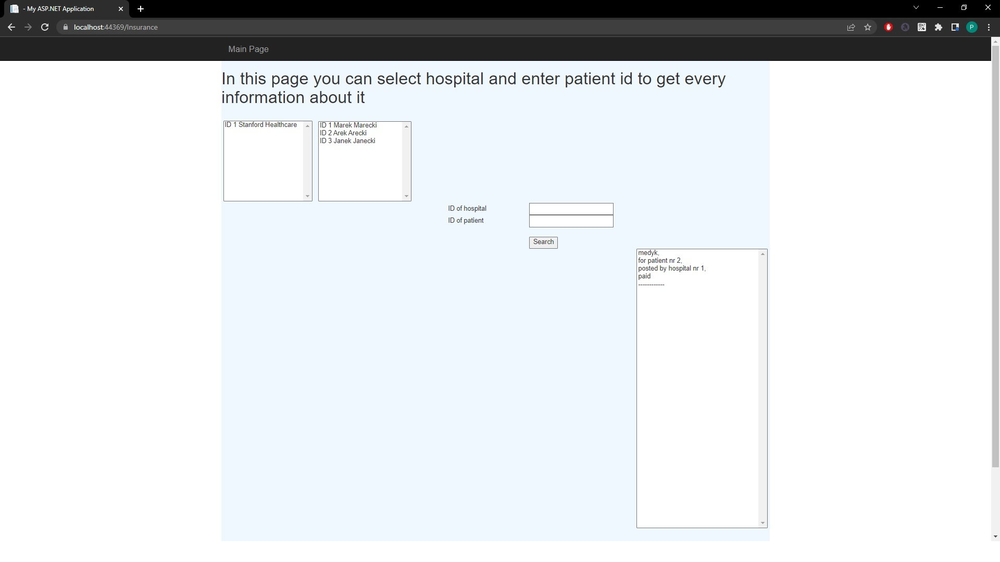 - My ASP.NET Application
localhost:44369/Insurance
P
Main Page
In this page you can select hospital and enter patient id to get every
information about it
ID 1 Stanford Healthcare
ID 1 Marek Marecki
ID 2 Arek Arecki
ID 3 Janek Janecki
ID of hospital
ID of patient
Search
medyk,
for patient nr 2,
posted by hospital nr 1,
paid
------------